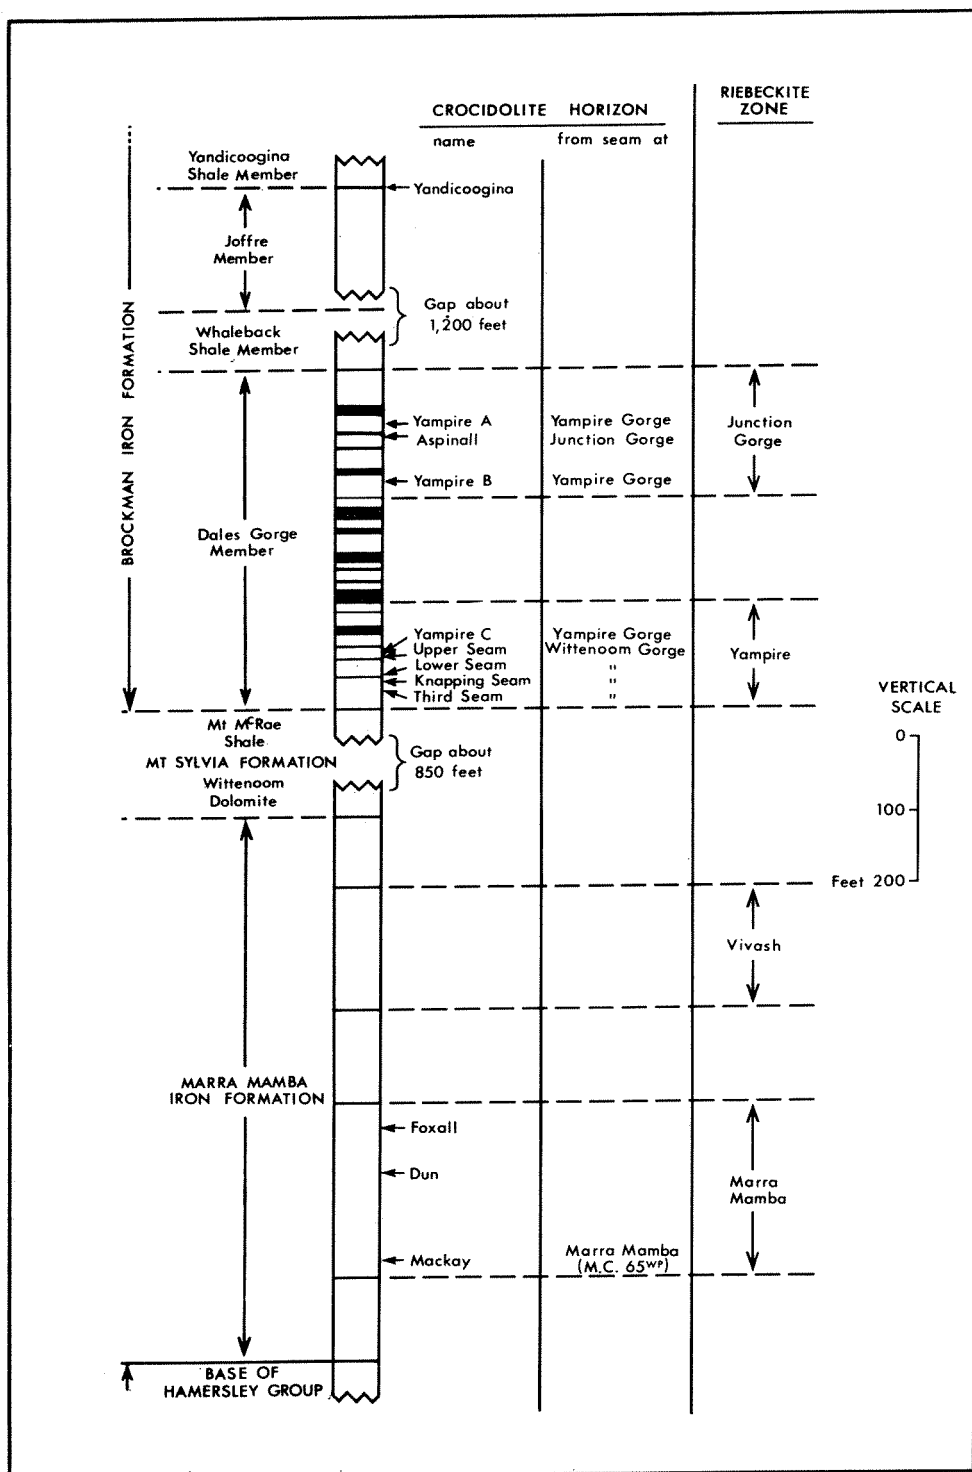 CROCIDOLITE HORIZON
name
from seam at
RIEBECKITE
ZONE
Yandicoogina
Shale Member
Yandicoogina
Joffre
Member
Gap about
1,200 feet
Whaleback
Shale Member
BROCKMAN IRON FORMATION
Yampire A
Yampire Gorge
Aspinall
Junction Gorge
Junction
Gorge
Yampire B
Yampire Gorge
Dales Gorge
Member
Yampire C
Yampire Gorge
Upper Seam
Wittenoom Gorge
Lower Seam
"
Knapping Seam
"
Third Seam
"
Yampire
Mt McRae
Shale
MT SYLVIA FORMATION
Wittenoom
Dolomite
Gap about
850 feet
VERTICAL
SCALE
0
100
Feet 200
Vivash
MARRA MAMBA
IRON FORMATION
Foxall
Dun
Marra
Mamba
Mackay
Marra Mamba
(M.C. 65WP)
BASE OF
HAMERSLEY GROUP